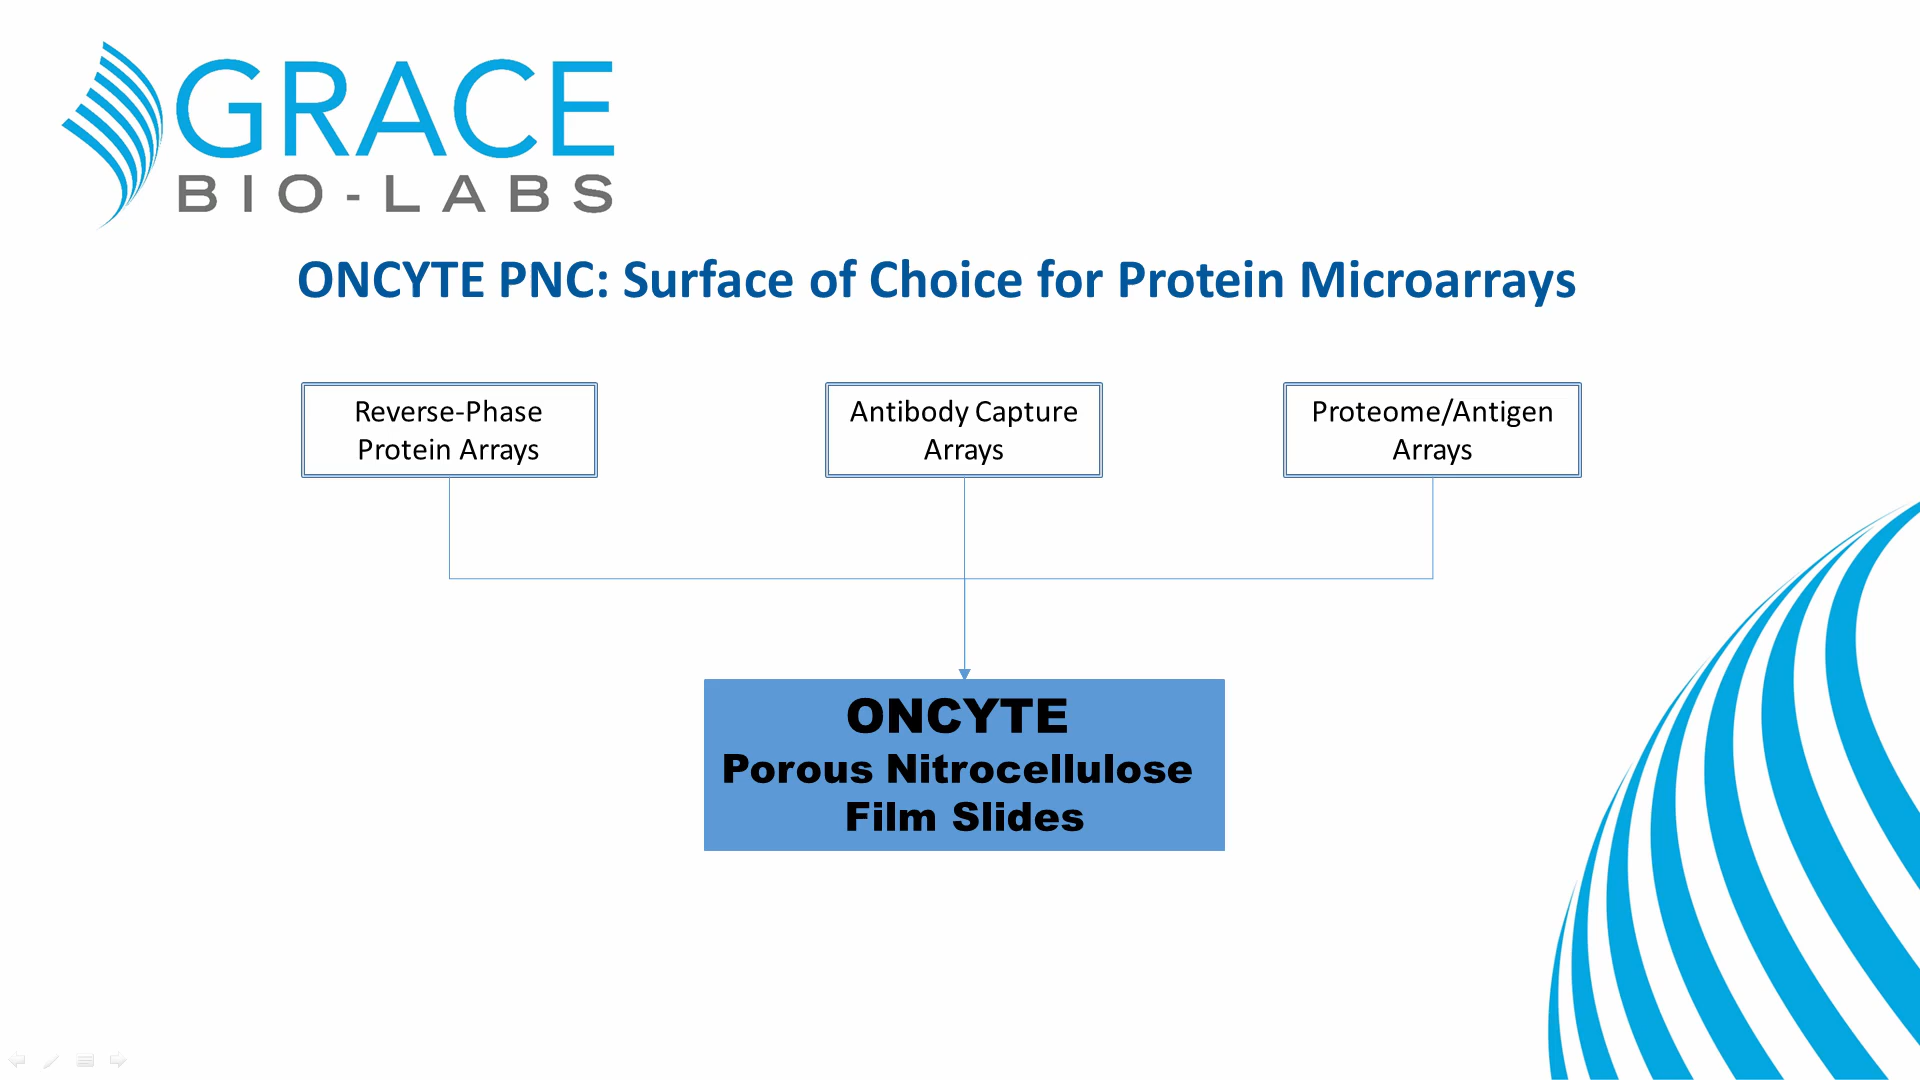 GRACE
BIO-LABS
ONCYTE PNC: Surface of Choice for Protein Microarrays
Reverse-Phase
Protein Arrays
Antibody Capture
Arrays
Proteome/Antigen
Arrays
ONCYTE
Porous Nitrocellulose
Film Slides